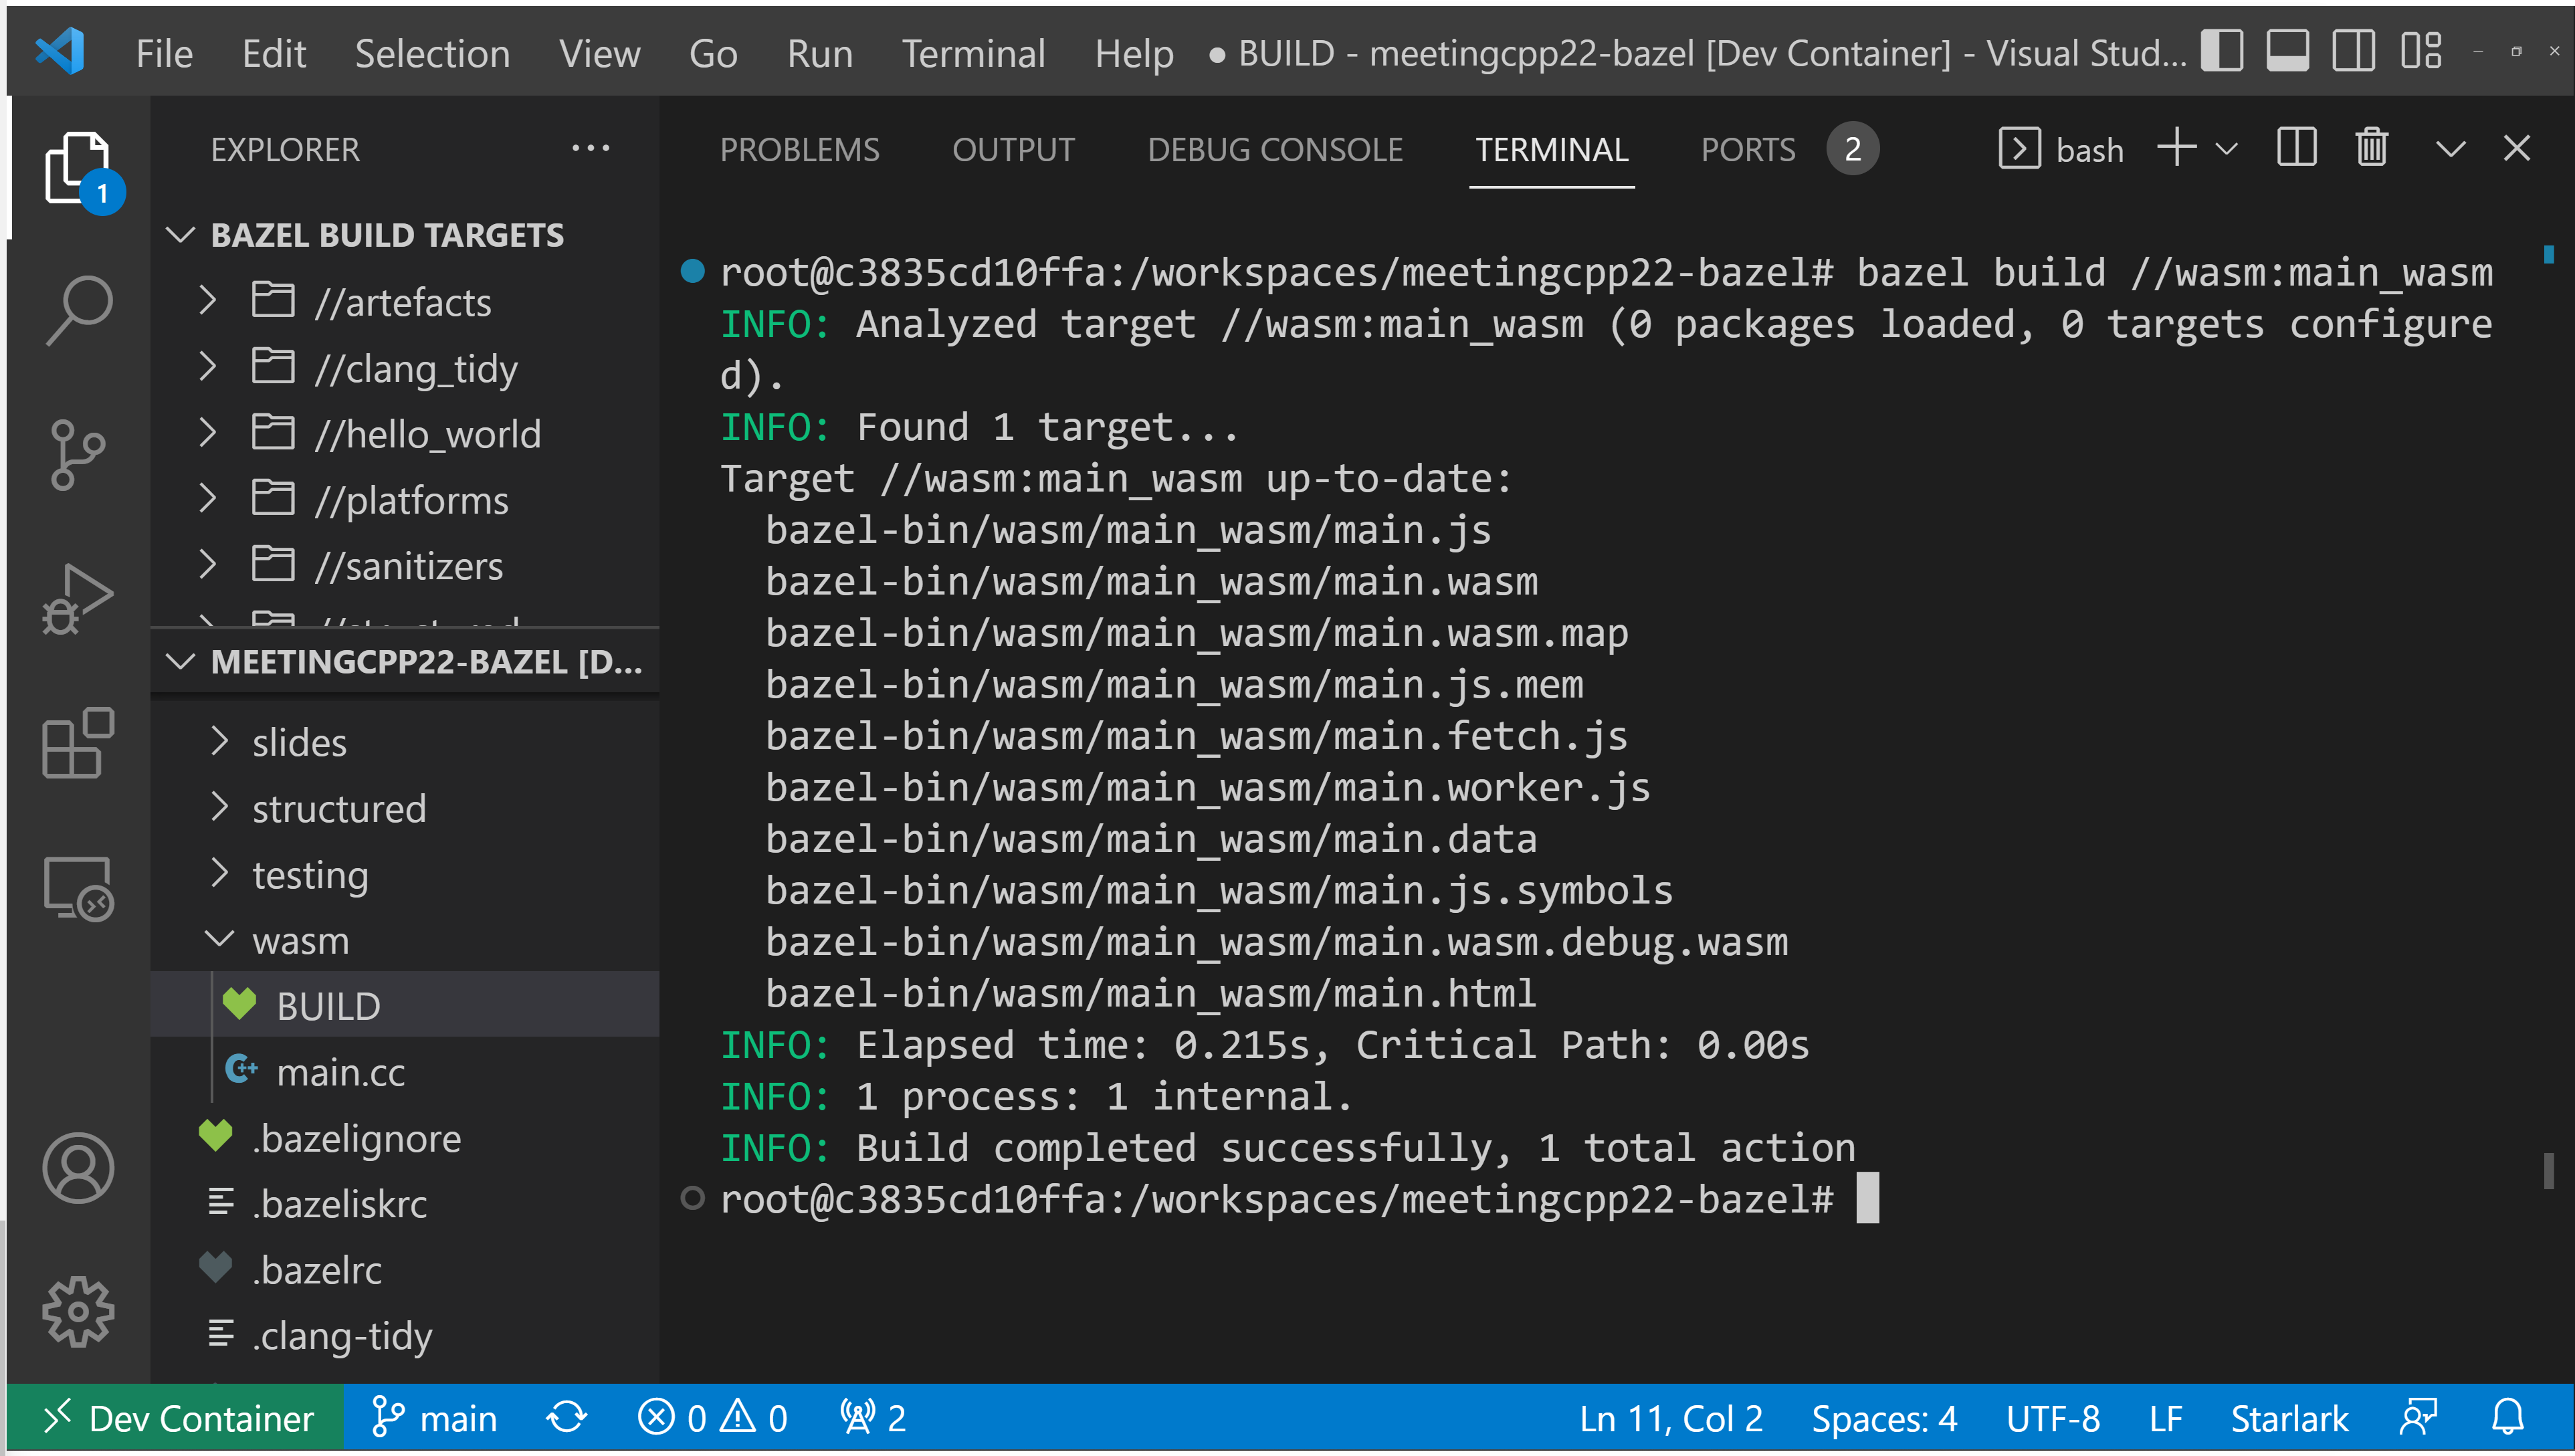 File Edit Selection View Go Run Terminal Help ● BUILD - meetingcpp22-bazel [Dev Container] - Visual Stud...
EXPLORER ...
PROBLEMS OUTPUT DEBUG CONSOLE TERMINAL PORTS 2 bash
1
BAZEL BUILD TARGETS
//artefacts
//clang_tidy
//hello_world
//platforms
//sanitizers
MEETINGCPP22-BAZEL [D...
slides
structured
testing
wasm
BUILD
main.cc
.bazelignore
.bazeliskrc
.bazelrc
.clang-tidy
root@c3835cd10ffa:/workspaces/meetingcpp22-bazel# bazel build //wasm:main_wasm
INFO: Analyzed target //wasm:main_wasm (0 packages loaded, 0 targets configure
d).
INFO: Found 1 target...
Target //wasm:main_wasm up-to-date:
bazel-bin/wasm/main_wasm/main.js
bazel-bin/wasm/main_wasm/main.wasm
bazel-bin/wasm/main_wasm/main.wasm.map
bazel-bin/wasm/main_wasm/main.js.mem
bazel-bin/wasm/main_wasm/main.fetch.js
bazel-bin/wasm/main_wasm/main.worker.js
bazel-bin/wasm/main_wasm/main.data
bazel-bin/wasm/main_wasm/main.js.symbols
bazel-bin/wasm/main_wasm/main.wasm.debug.wasm
bazel-bin/wasm/main_wasm/main.html
INFO: Elapsed time: 0.215s, Critical Path: 0.00s
INFO: 1 process: 1 internal.
INFO: Build completed successfully, 1 total action
root@c3835cd10ffa:/workspaces/meetingcpp22-bazel#
Dev Container main 0 0 2 Ln 11, Col 2 Spaces: 4 UTF-8 LF Starlark